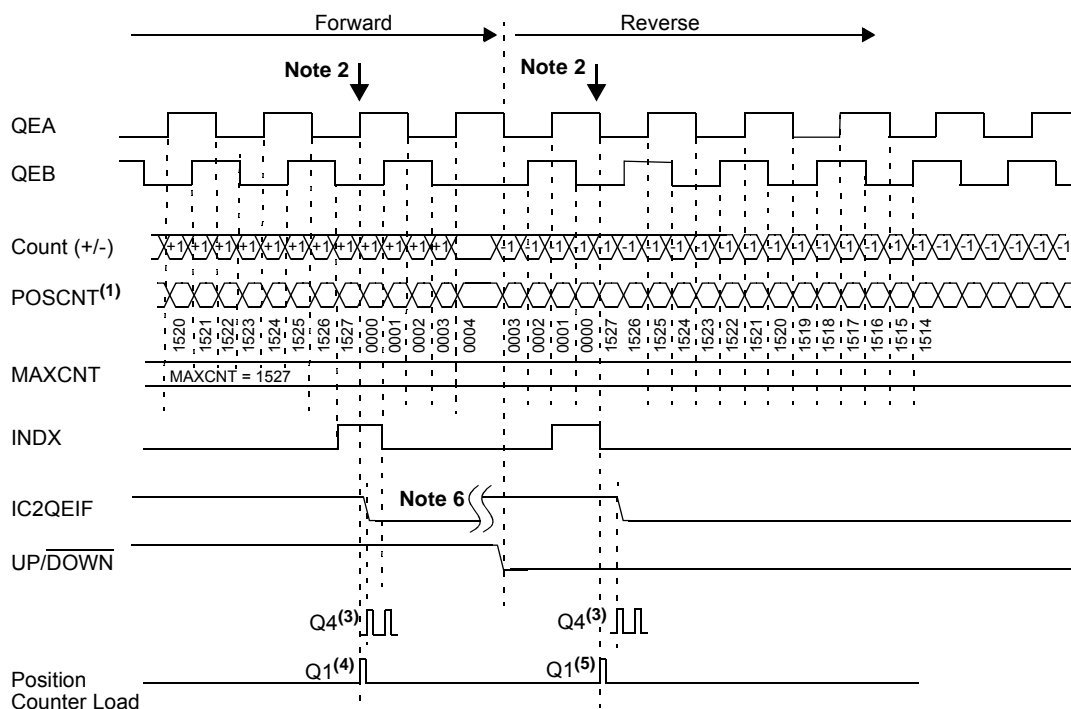 Forward Reverse
Note 2 Note 2
QEA
QEB
Count (+/-) +1 +1 +1 +1 +1 +1 +1 +1 +1 +1 +1 +1 -1 -1 -1 -1 -1 -1 -1 -1 -1 -1 -1 -1 -1 -1 -1 -1 -1 -1 -1 -1 -1 -1 -1 -1
POSCNT(1)
1520 1521 1522 1523 1524 1525 1526 1527 0000 0001 0002 0003 0004 0003 0002 0001 0000 1527 1526 1525 1524 1523 1522 1521 1520 1519 1518 1517 1516 1515 1514
MAXCNT MAXCNT = 1527
INDX
IC2QEIF Note 6
UP/DOWN
Q4(3) Q4(3)
Q1(4) Q1(5)
Position
Counter Load